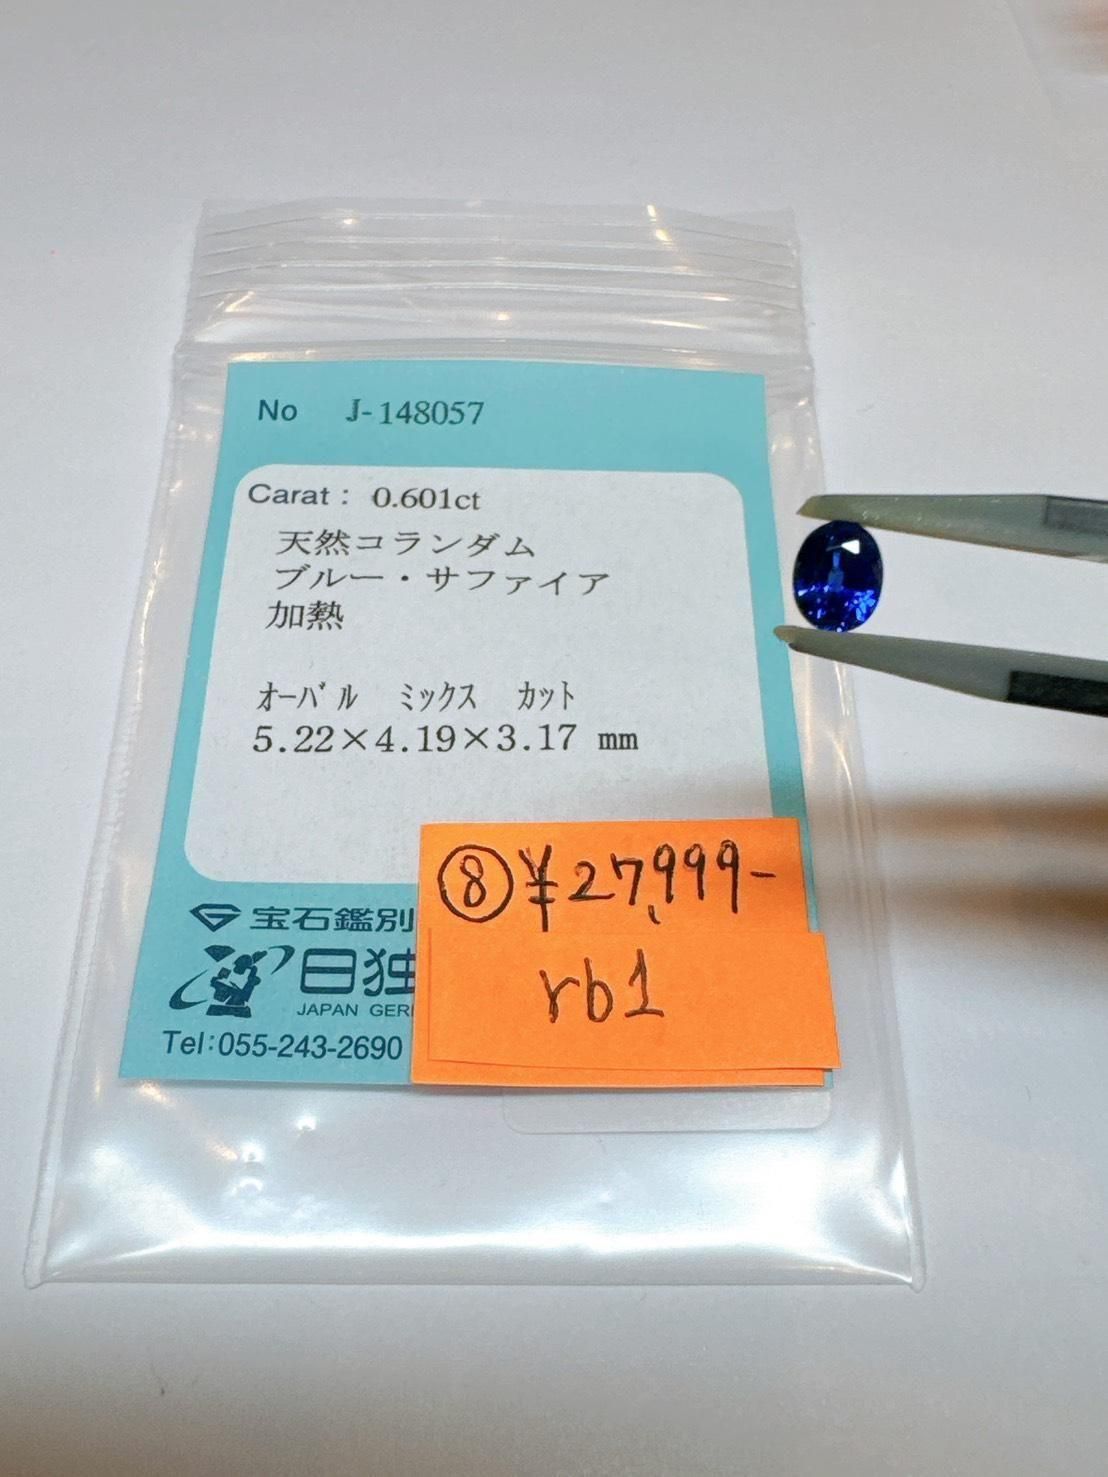 No J-148057
Carat: 0.601ct
天然コランダム
ブルー・サファイア
加熱
ｵｰﾊﾞﾙ ﾐｯｸｽ ｶｯﾄ
5.22×4.19×3.17 mm
⑧¥27,999-
rb1
宝石鑑別
日独
JAPAN GER
Tel:055-243-2690